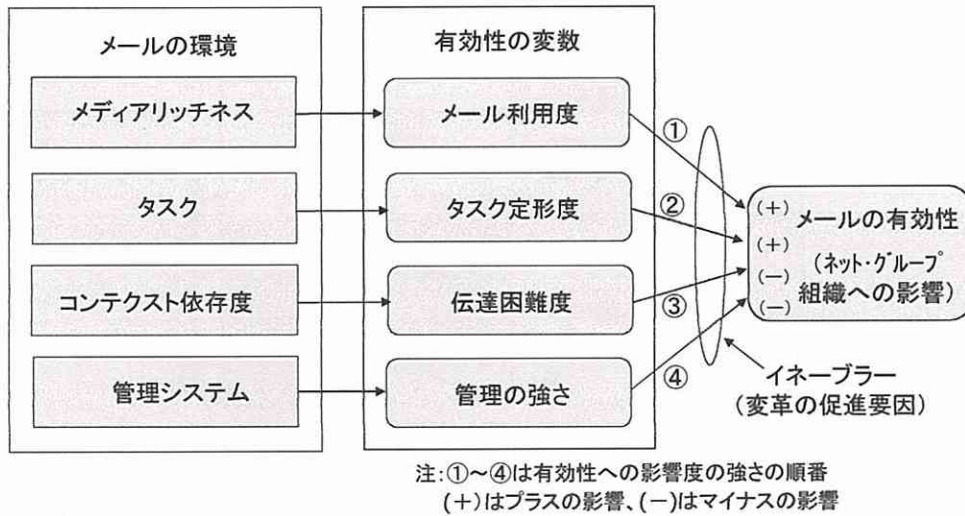 メールの環境
メディアリッチネス
タスク
コンテクスト依存度
管理システム
有効性の変数
メール利用度
タスク定形度
伝達困難度
管理の強さ
①
②
③
④
(+)
(+)
(−)
(−)
メールの有効性
(ネット・グループ
組織への影響)
イネーブラー
(変革の促進要因)
注:①~④は有効性への影響度の強さの順番
(+)はプラスの影響、(−)はマイナスの影響